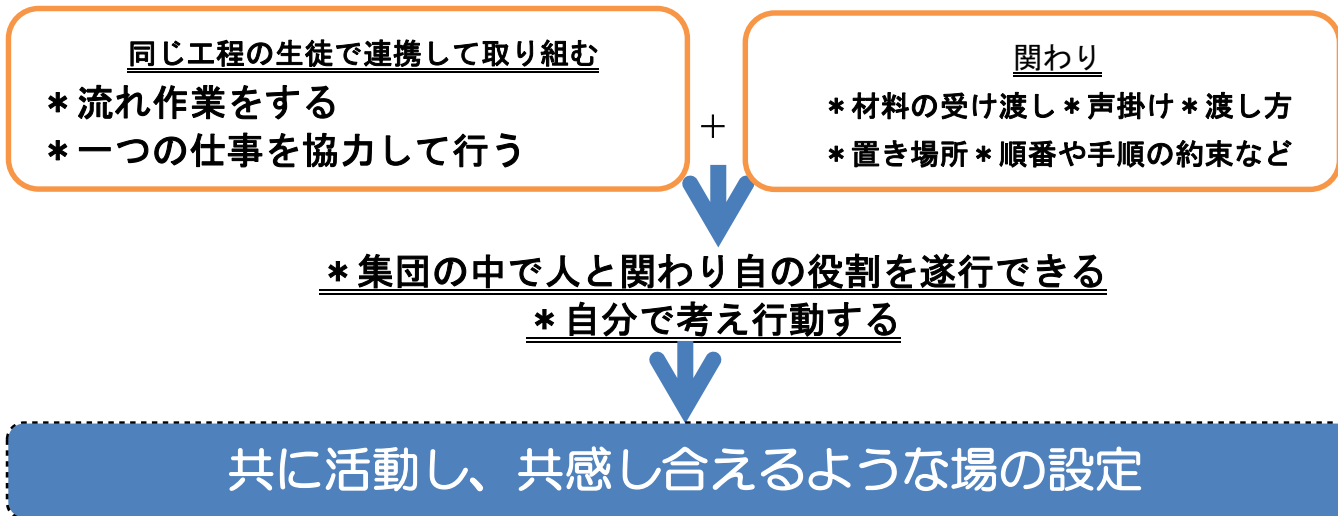 同じ工程の生徒で連携して取り組む
＊流れ作業をする
＊一つの仕事を協力して行う
＋
関わり
＊材料の受け渡し＊声掛け＊渡し方
＊置き場所＊順番や手順の約束など
＊集団の中で人と関わり自の役割を遂行できる
＊自分で考え行動する
共に活動し、共感し合えるような場の設定